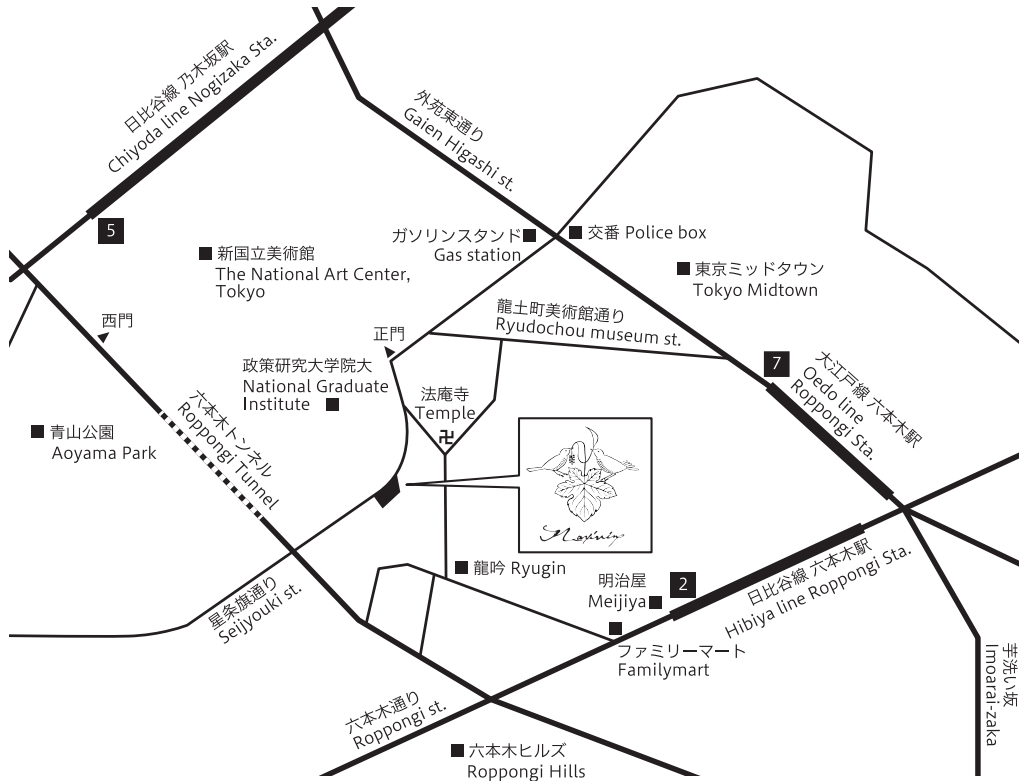 日比谷線 乃木坂駅
Chiyoda line Nogizaka Sta.
5
外苑東通り
Gaien Higashi st.
ガソリンスタンド
Gas station
交番 Police box
新国立美術館
The National Art Center,
Tokyo
東京ミッドタウン
Tokyo Midtown
龍土町美術館通り
Ryudochou museum st.
西門
正門
7
大江戸線 六本木駅
Oedo line
Roppongi Sta.
政策研究大学院大
National Graduate
Institute
法庵寺
Temple
卍
青山公園
Aoyama Park
六本木トンネル
Roppongi Tunnel
龍吟 Ryugin
明治屋
Meijiya
2
日比谷線 六本木駅
Hibiya line Roppongi Sta.
星条旗通り
Seijyouki st.
ファミリーマート
Familymart
芋洗い坂
Imoarai-zaka
六本木通り
Roppongi st.
六本木ヒルズ
Roppongi Hills